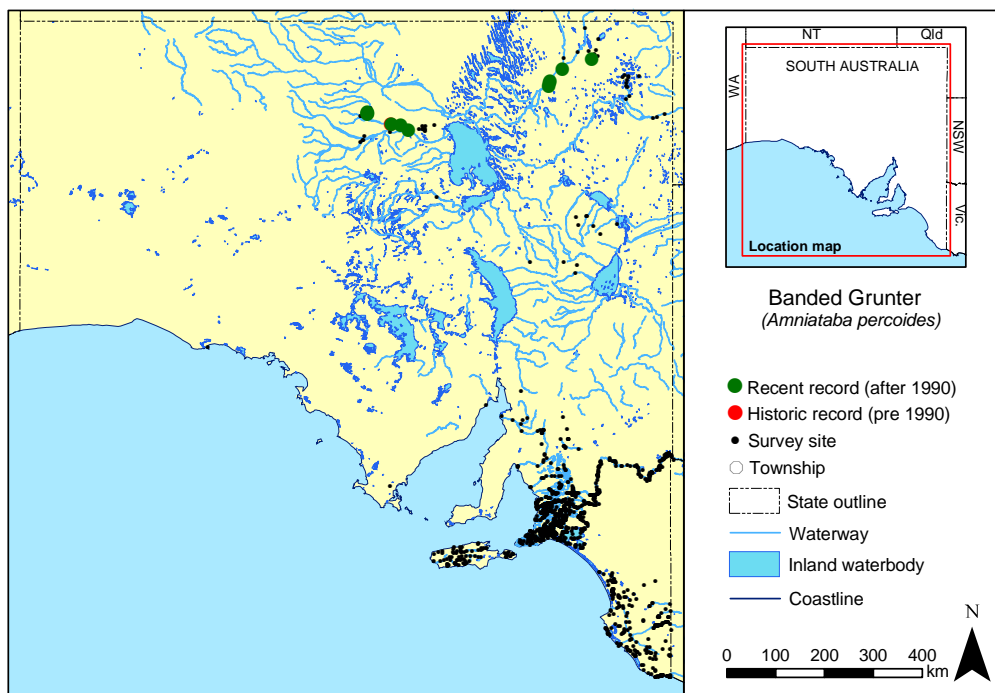 NT
Qld
SOUTH AUSTRALIA
WA
NSW
Vic.
Location map
Banded Grunter
(Amniataba percoides)
Recent record (after 1990)
Historic record (pre 1990)
Survey site
Township
State outline
Waterway
Inland waterbody
Coastline
N
0 100 200 300 400
km